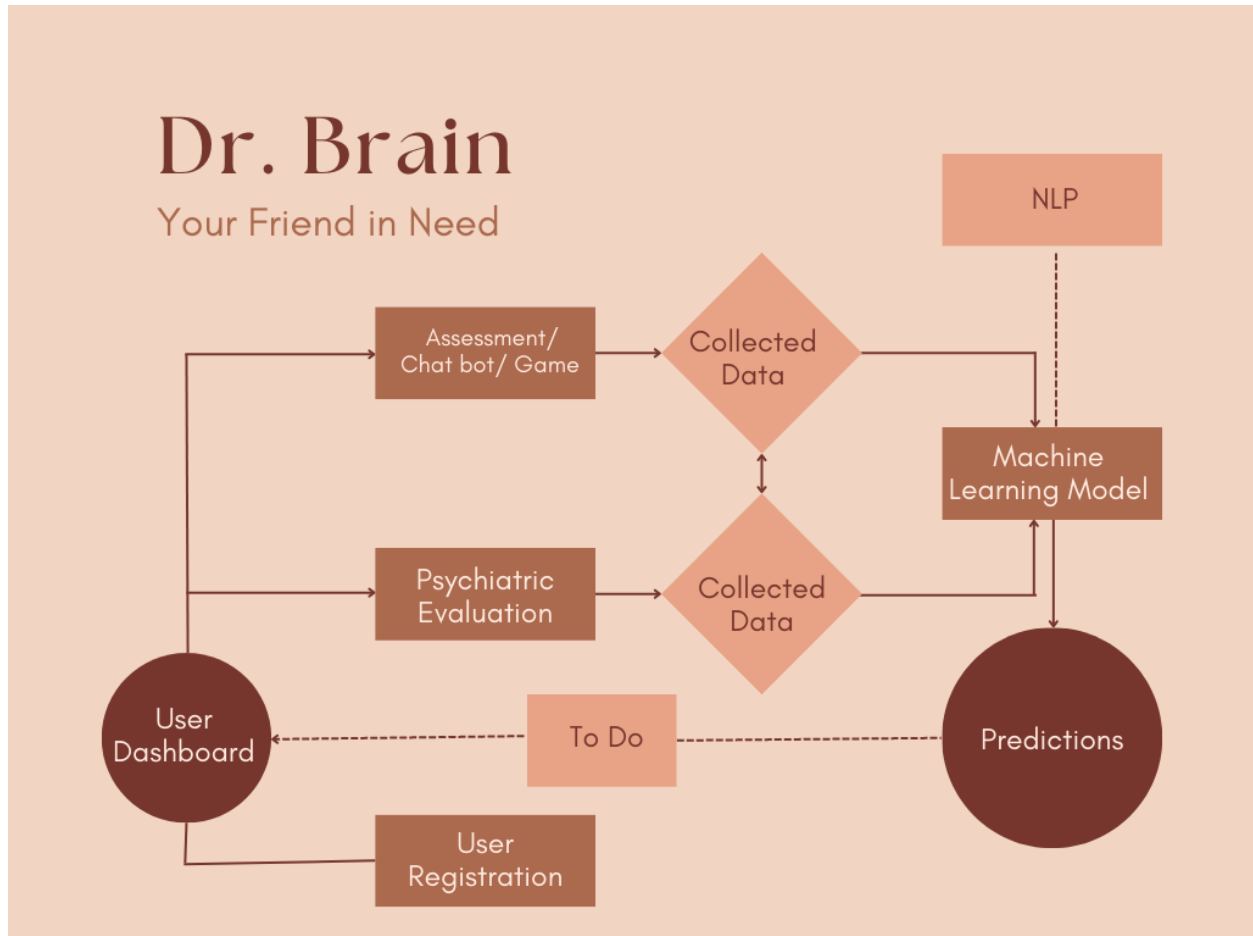 Dr. Brain
Your Friend in Need
NLP
Assessment/
Chat bot/ Game
Collected
Data
Machine
Learning Model
Psychiatric
Evaluation
Collected
Data
User
Dashboard
To Do
Predictions
User
Registration